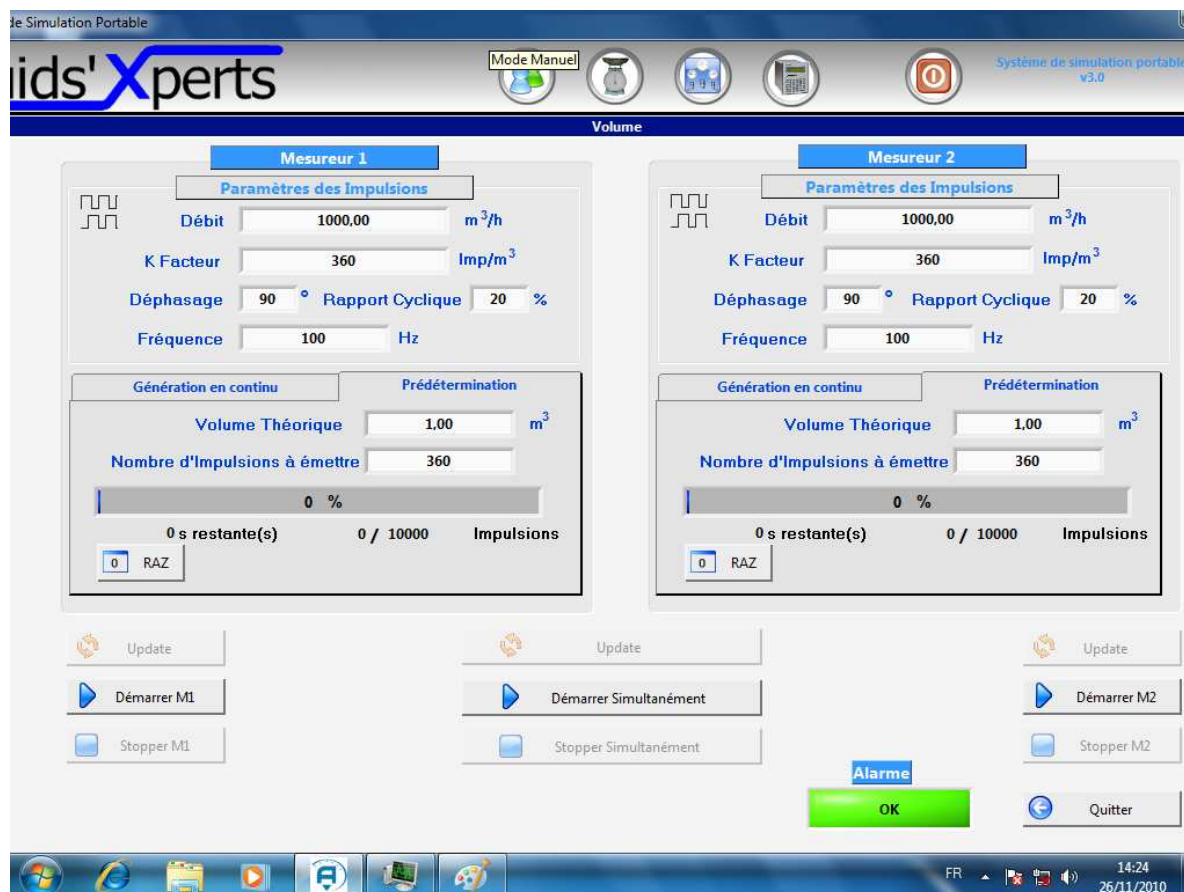 de Simulation Portable
uids' Xperts
Mode Manuel
Système de simulation portable
v3.0
Volume
Mesureur 1
Paramètres des Impulsions
Débit 1000,00 m³/h
K Facteur 360 Imp/m³
Déphasage 90 ° Rapport Cyclique 20 %
Fréquence 100 Hz
Génération en continu Prédétermination
Volume Théorique 1,00 m³
Nombre d'Impulsions à émettre 360
0 %
0 s restante(s) 0 / 10000 Impulsions
0 RAZ
Mesureur 2
Paramètres des Impulsions
Débit 1000,00 m³/h
K Facteur 360 Imp/m³
Déphasage 90 ° Rapport Cyclique 20 %
Fréquence 100 Hz
Génération en continu Prédétermination
Volume Théorique 1,00 m³
Nombre d'Impulsions à émettre 360
0 %
0 s restante(s) 0 / 10000 Impulsions
0 RAZ
Update Update Update
Démarrer M1 Démarrer Simultanément Démarrer M2
Stopper M1 Stopper Simultanément Stopper M2
Alarme
OK
Quitter
FR 14:24
26/11/2010